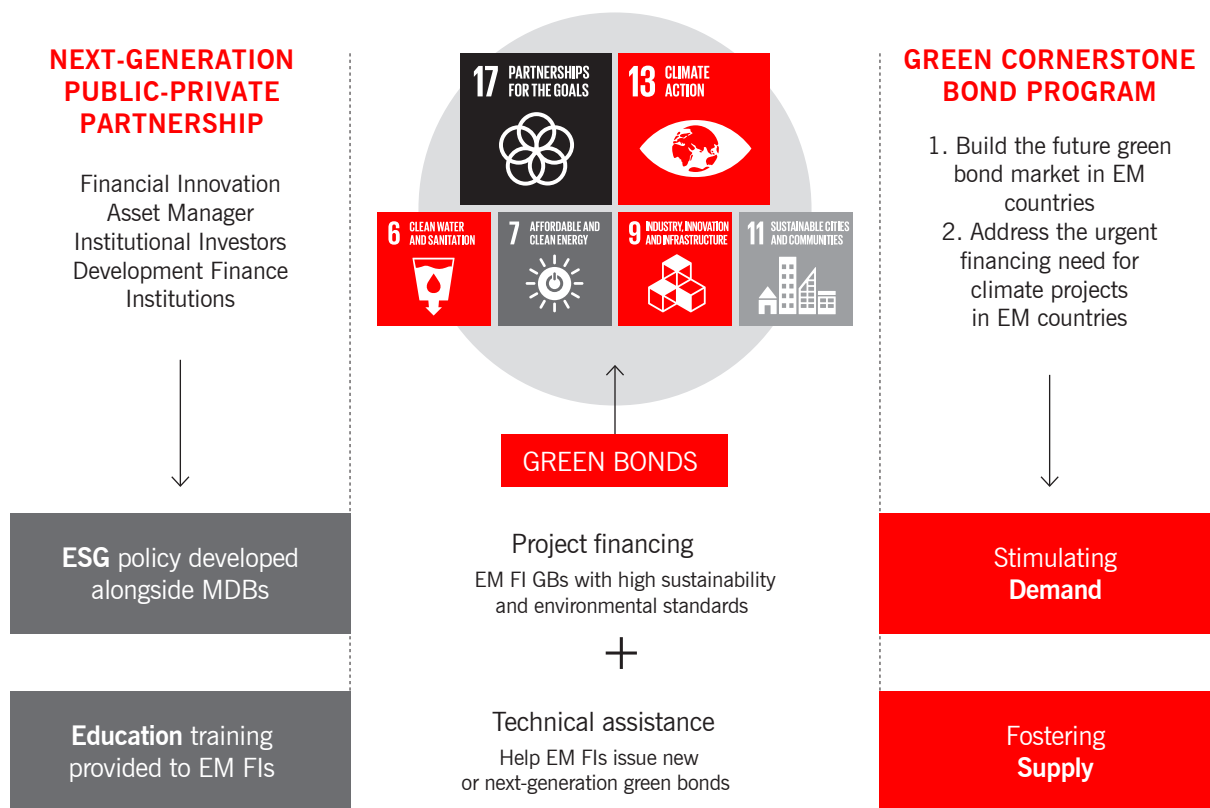 NEXT-GENERATION
PUBLIC-PRIVATE
PARTNERSHIP
Financial Innovation
Asset Manager
Institutional Investors
Development Finance
Institutions
ESG policy developed
alongside MDBs
Education training
provided to EM FIs
17 PARTNERSHIPS
FOR THE GOALS
13 CLIMATE
ACTION
6 CLEAN WATER
AND SANITATION
7 AFFORDABLE AND
CLEAN ENERGY
9 INDUSTRY, INNOVATION
AND INFRASTRUCTURE
11 SUSTAINABLE CITIES
AND COMMUNITIES
GREEN BONDS
Project financing
EM FI GBs with high sustainability
and environmental standards
+
Technical assistance
Help EM FIs issue new
or next-generation green bonds
GREEN CORNERSTONE
BOND PROGRAM
1. Build the future green
bond market in EM
countries
2. Address the urgent
financing need for
climate projects
in EM countries
Stimulating
Demand
Fostering
Supply